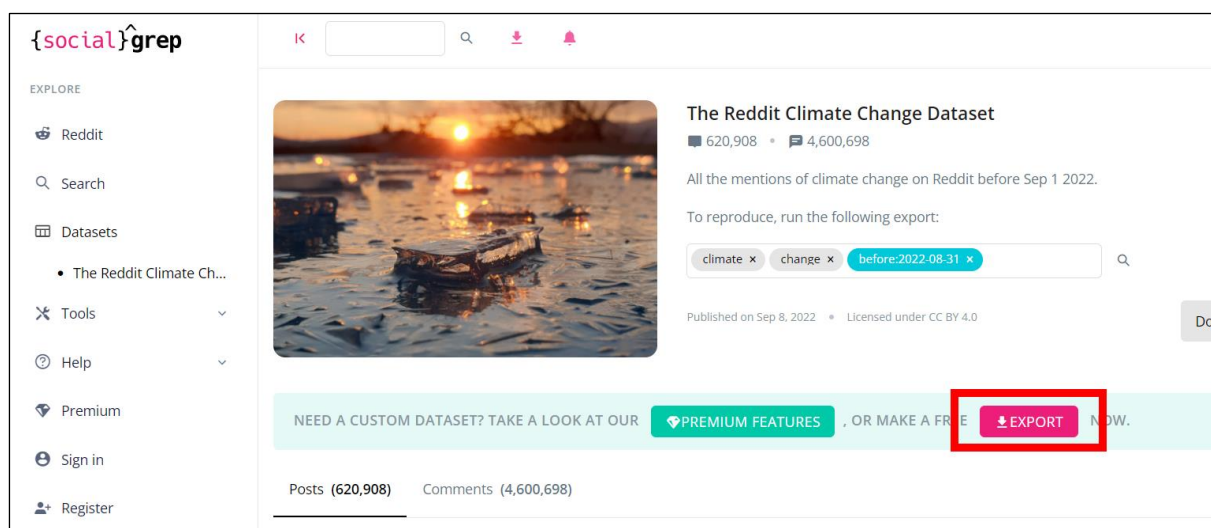 {social}grep
EXPLORE
Reddit
Search
Datasets
The Reddit Climate Ch...
Tools
Help
Premium
Sign in
Register
The Reddit Climate Change Dataset
620,908 • 4,600,698
All the mentions of climate change on Reddit before Sep 1 2022.
To reproduce, run the following export:
climate × change × before:2022-08-31 ×
Published on Sep 8, 2022 • Licensed under CC BY 4.0
Do
NEED A CUSTOM DATASET? TAKE A LOOK AT OUR PREMIUM FEATURES , OR MAKE A FREE EXPORT NOW.
Posts (620,908) Comments (4,600,698)